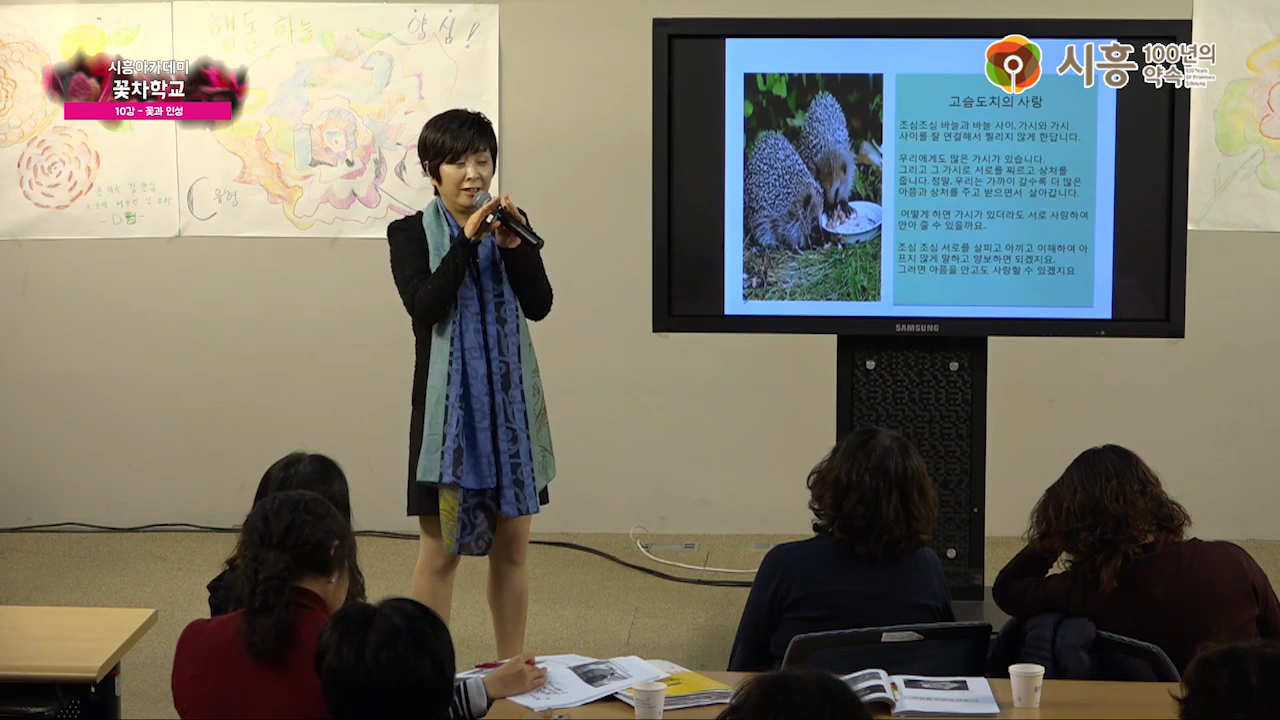 행동 하는 양심!
시흥아카데미
꽃차학교
10강 - 꽃과 인성
시흥 100년의 약속
고슴도치의 사랑
조심조심 바늘과 바늘 사이. 가시와 가시
사이를 잘 연결해서 찔리지 않게 한답니다.
우리에게도 많은 가시가 있습니다.
그리고 그 가시로 서로를 찌르고 상처를
줍니다. 정말, 우리는 가까이 갈수록 더 많은
아픔과 상처를 주고 받으면서 살아갑니다.
어떻게 하면 가시가 있더라도 서로 사랑하여
안아 줄 수 있을까요..
조심 조심 서로를 살피고 아끼고 이해하여 아
프지 않게 말하고 양보하면 되겠지요.
그러면 아픔을 안고도 사랑할 수 있겠지요
SAMSUNG